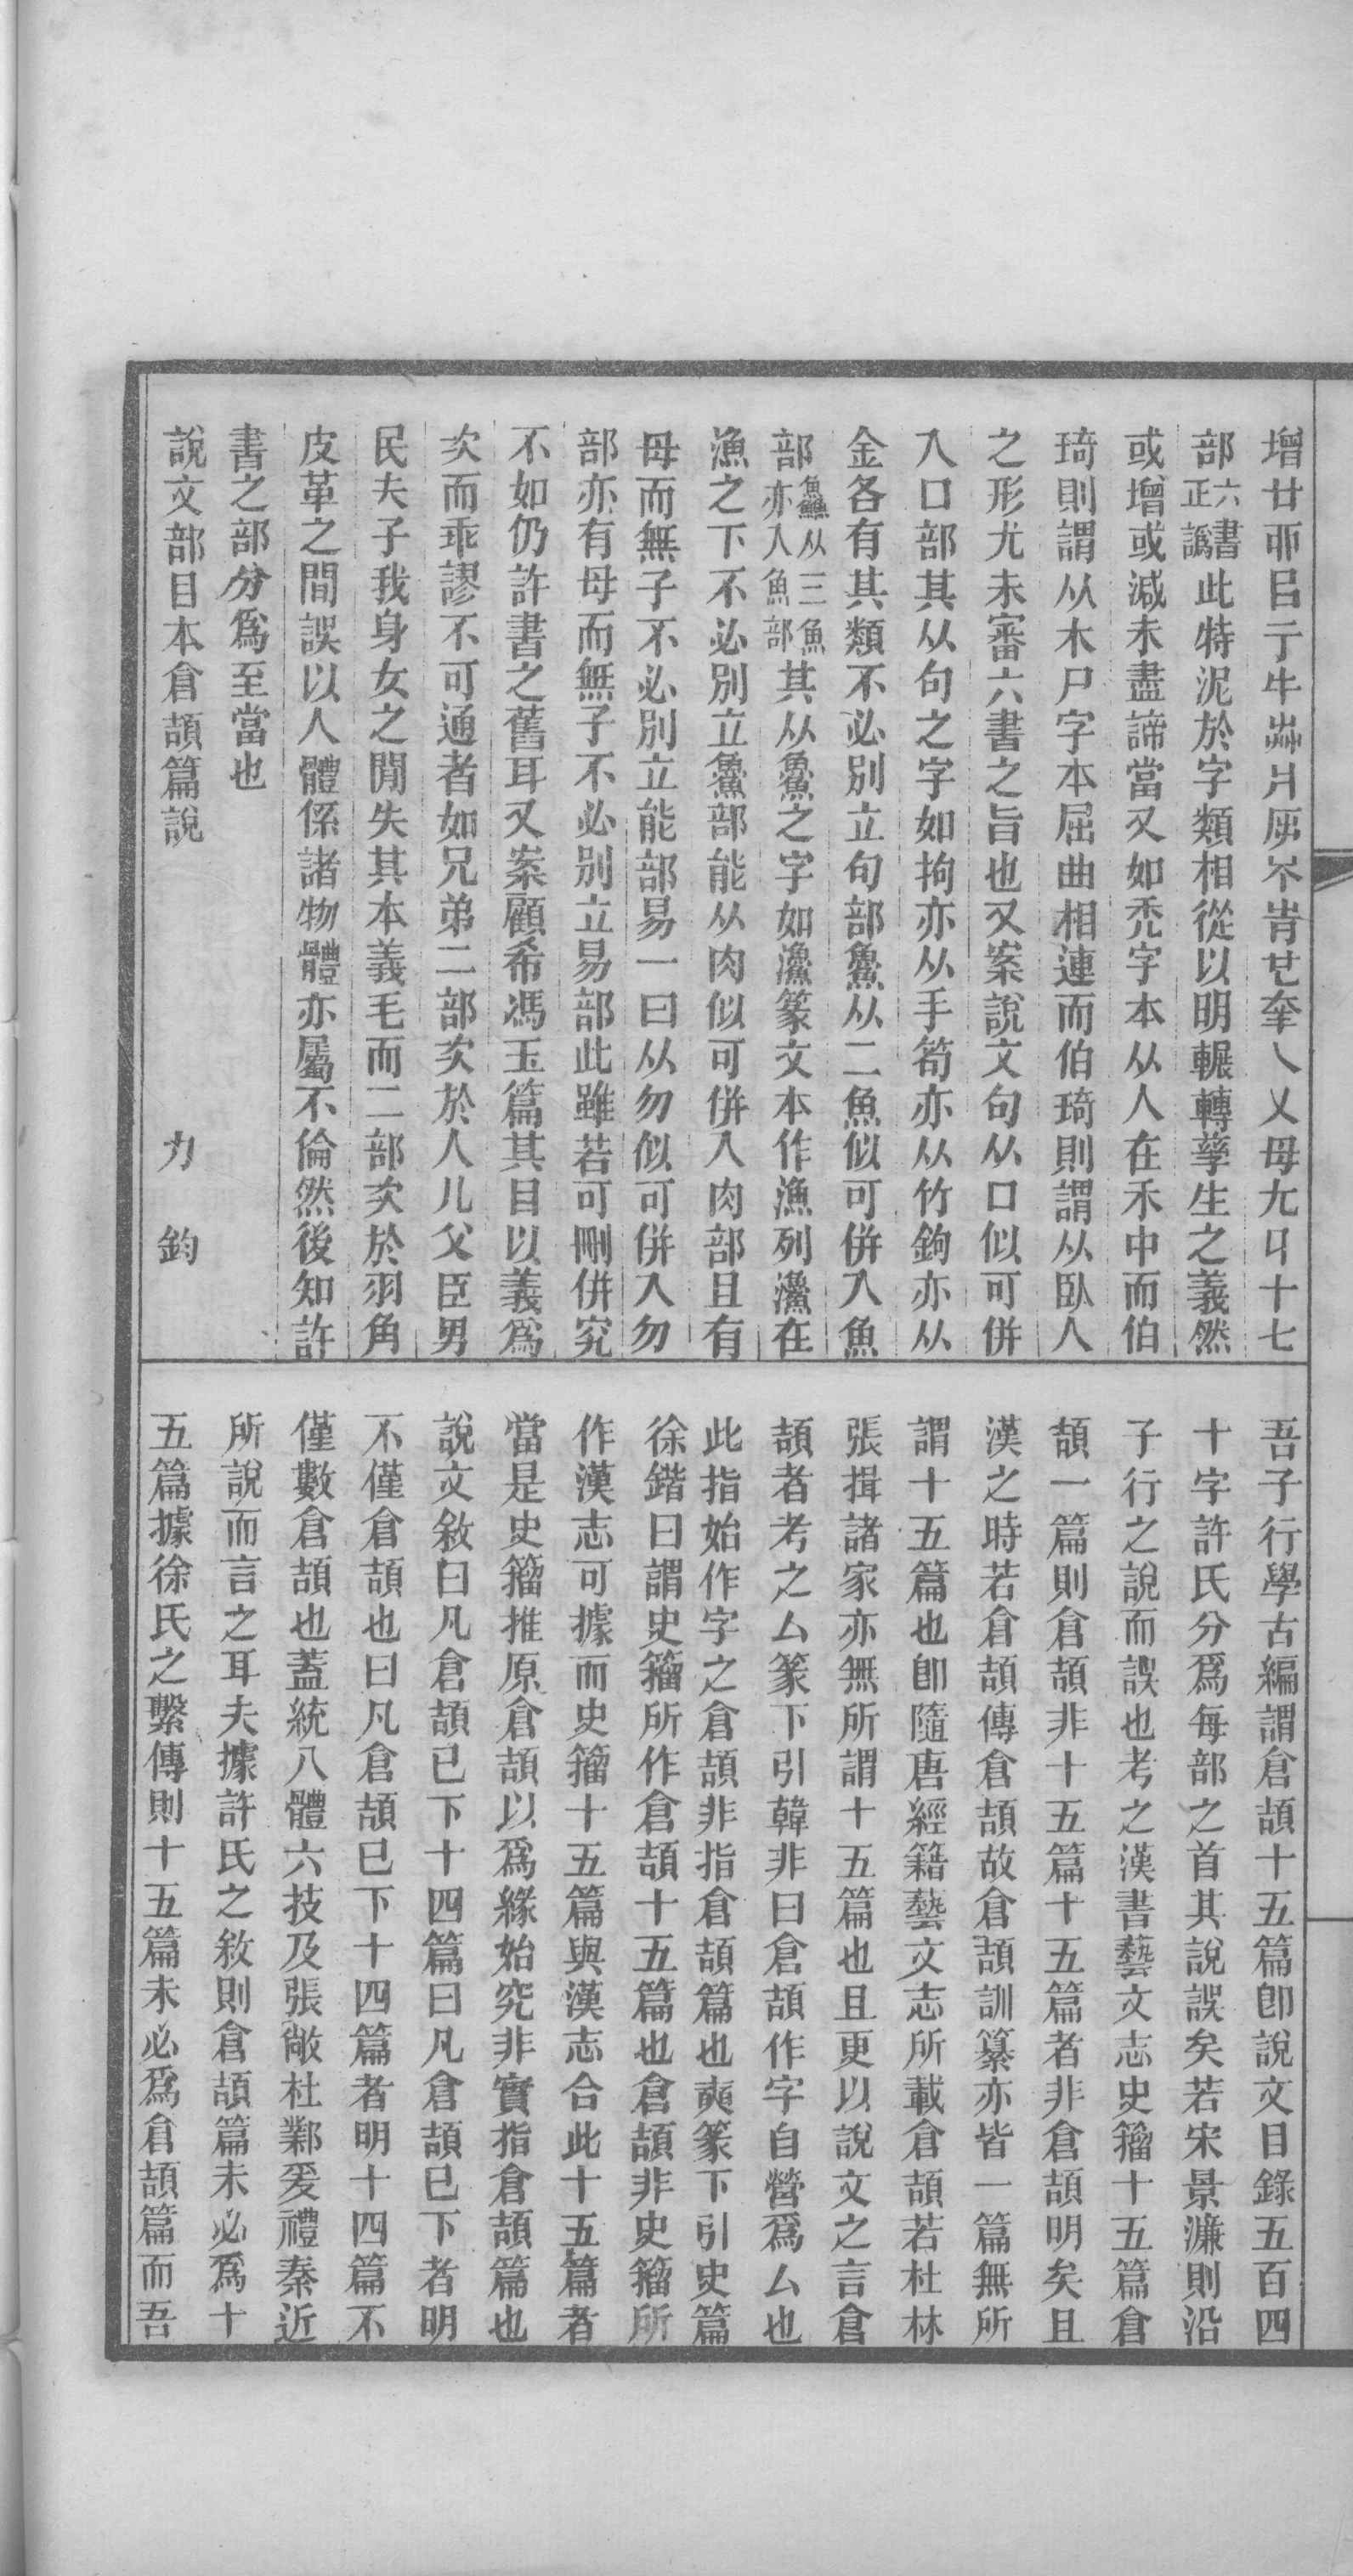 增廿𠀬㠯亍牛茻爿𠩺不岢甘㚔乀乂毋尢丩十七
部六書正譌此特泥於字類相從以明輾轉孳生之義然
或增或減未盡諦當又如禿字本从人在禾中而伯
琦則謂从木尸字本屈曲相連而伯琦則謂从臥人
之形尤未審六書之旨也又案說文句从口似可併
入口部其从句之字如拘亦从手笱亦从竹鉤亦从
金各有其類不必別立句部䲆从二魚似可併入魚
部鱻从三魚亦入魚部其从䲆之字如𤅢篆文本作漁列𤅢在
漁之下不必別立䲆部能从肉似可併入肉部且有
母而無子不必別立能部易一曰从勿似可併入勿
部亦有母而無子不必別立易部此雖若可刪併究
不如仍許書之舊耳又案顧希馮玉篇其目以義爲
次而乖謬不可通者如兄弟二部次於人儿父臣男
民夫子我身女之閒失其本義毛而二部次於羽角
皮革之間誤以人體係諸物體亦屬不倫然後知許
書之部分爲至當也
說文部目本倉頡篇說　力　鈞
吾子行學古編謂倉頡十五篇卽說文目錄五百四
十字許氏分爲每部之首其說誤矣若宋景濂則沿
子行之說而誤也考之漢書藝文志史籀十五篇倉
頡一篇則倉頡非十五篇十五篇者非倉頡明矣且
漢之時若倉頡傳倉頡故倉頡訓纂亦皆一篇無所
謂十五篇也卽隨唐經籍藝文志所載倉頡若杜林
張揖諸家亦無所謂十五篇也且更以說文之言倉
頡者考之厶篆下引韓非曰倉頡作字自營爲厶也
此指始作字之倉頡非指倉頡篇也奭篆下引史篇
徐鍇曰謂史籀所作倉頡十五篇也倉頡非史籀所
作漢志可據而史籀十五篇與漢志合此十五篇者
當是史籀推原倉頡以爲緣始究非實指倉頡篇也
說文敘曰凡倉頡已下十四篇曰凡倉頡已下者明
不僅倉頡也曰凡倉頡已下十四篇者明十四篇不
僅數倉頡也蓋統八體六技及張敞杜鄴爰禮秦近
所說而言之耳夫據許氏之敘則倉頡篇未必爲十
五篇據徐氏之繫傳則十五篇未必爲倉頡篇而吾